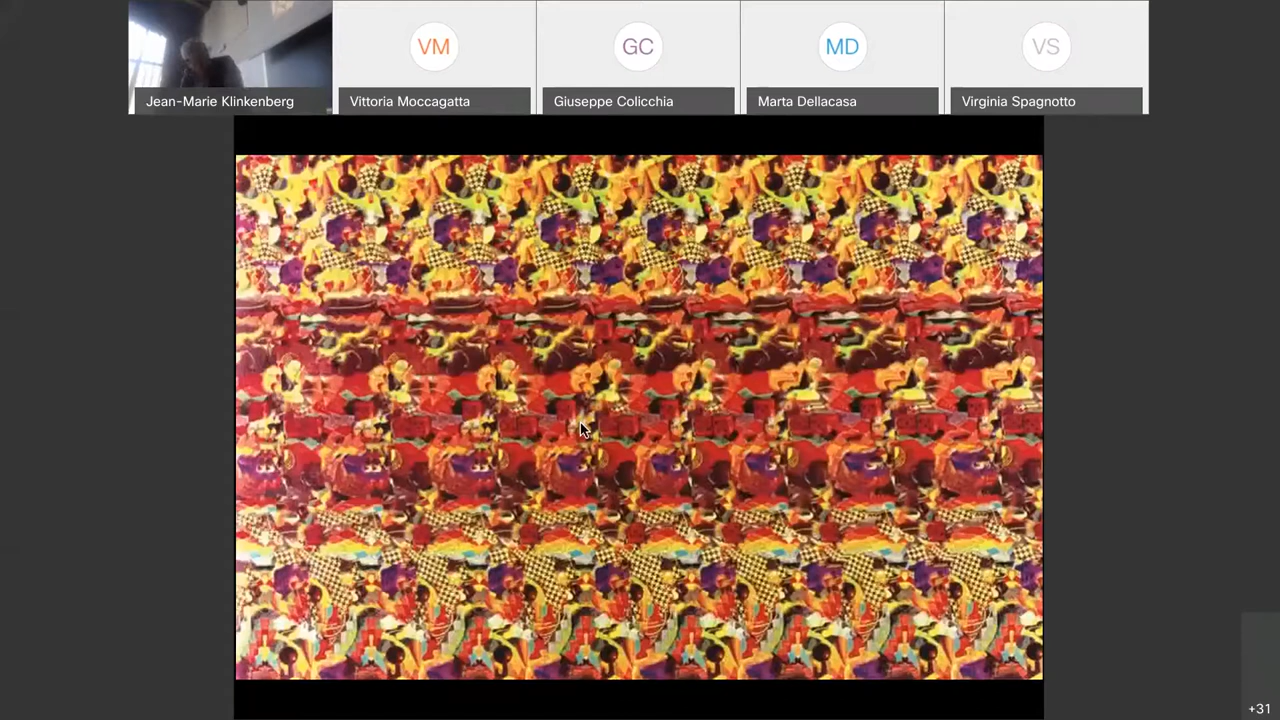 VM
GC
MD
VS
Jean-Marie Klinkenberg
Vittoria Moccagatta
Giuseppe Colicchia
Marta Dellacasa
Virginia Spagnotto
+31